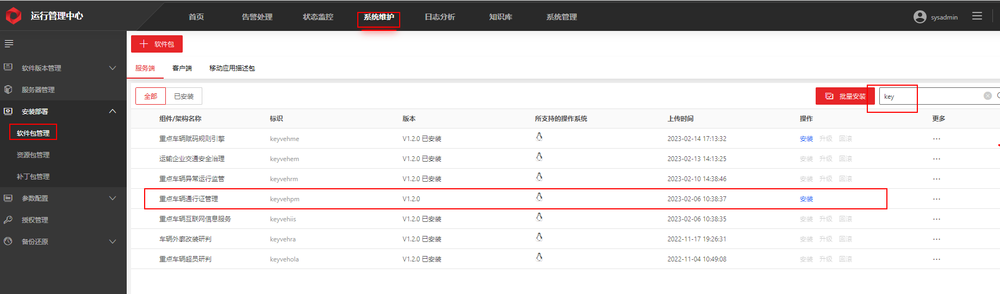 运行管理中心 首页 告警处理 状态监控 系统维护 日志分析 知识库 系统管理 sysadmin
软件包
软件版本管理
服务器管理
安装部署
软件包管理
资源包管理
补丁包管理
参数配置
授权管理
备份还原
服务端 客户端 移动应用描述包
全部 已安装 批量安装 key
组件/架构名称 标识 版本 所支持的操作系统 上传时间 操作 更多
重点车辆赋码规则引擎 keyvehme V1.2.0 已安装 2023-02-14 17:13:32 安装 升级 回滚 ...
运输企业交通安全治理 keyvehem V1.2.0 已安装 2023-02-13 14:13:25 安装 升级 回滚 ...
重点车辆异常运行监管 keyvehrm V1.2.0 已安装 2023-02-10 14:38:46 安装 升级 回滚 ...
重点车辆通行证管理 keyvehpm V1.2.0 2023-02-06 10:38:37 安装 ...
重点车辆互联网信息服务 keyvehiis V1.2.0 已安装 2023-02-06 10:38:35 安装 升级 回滚 ...
车辆外廓改装研判 keyvehra V1.2.0 已安装 2022-11-17 19:26:31 安装 升级 回滚 ...
重点车辆超员研判 keyvehola V1.2.0 已安装 2022-11-04 10:49:08 安装 升级 回滚 ...